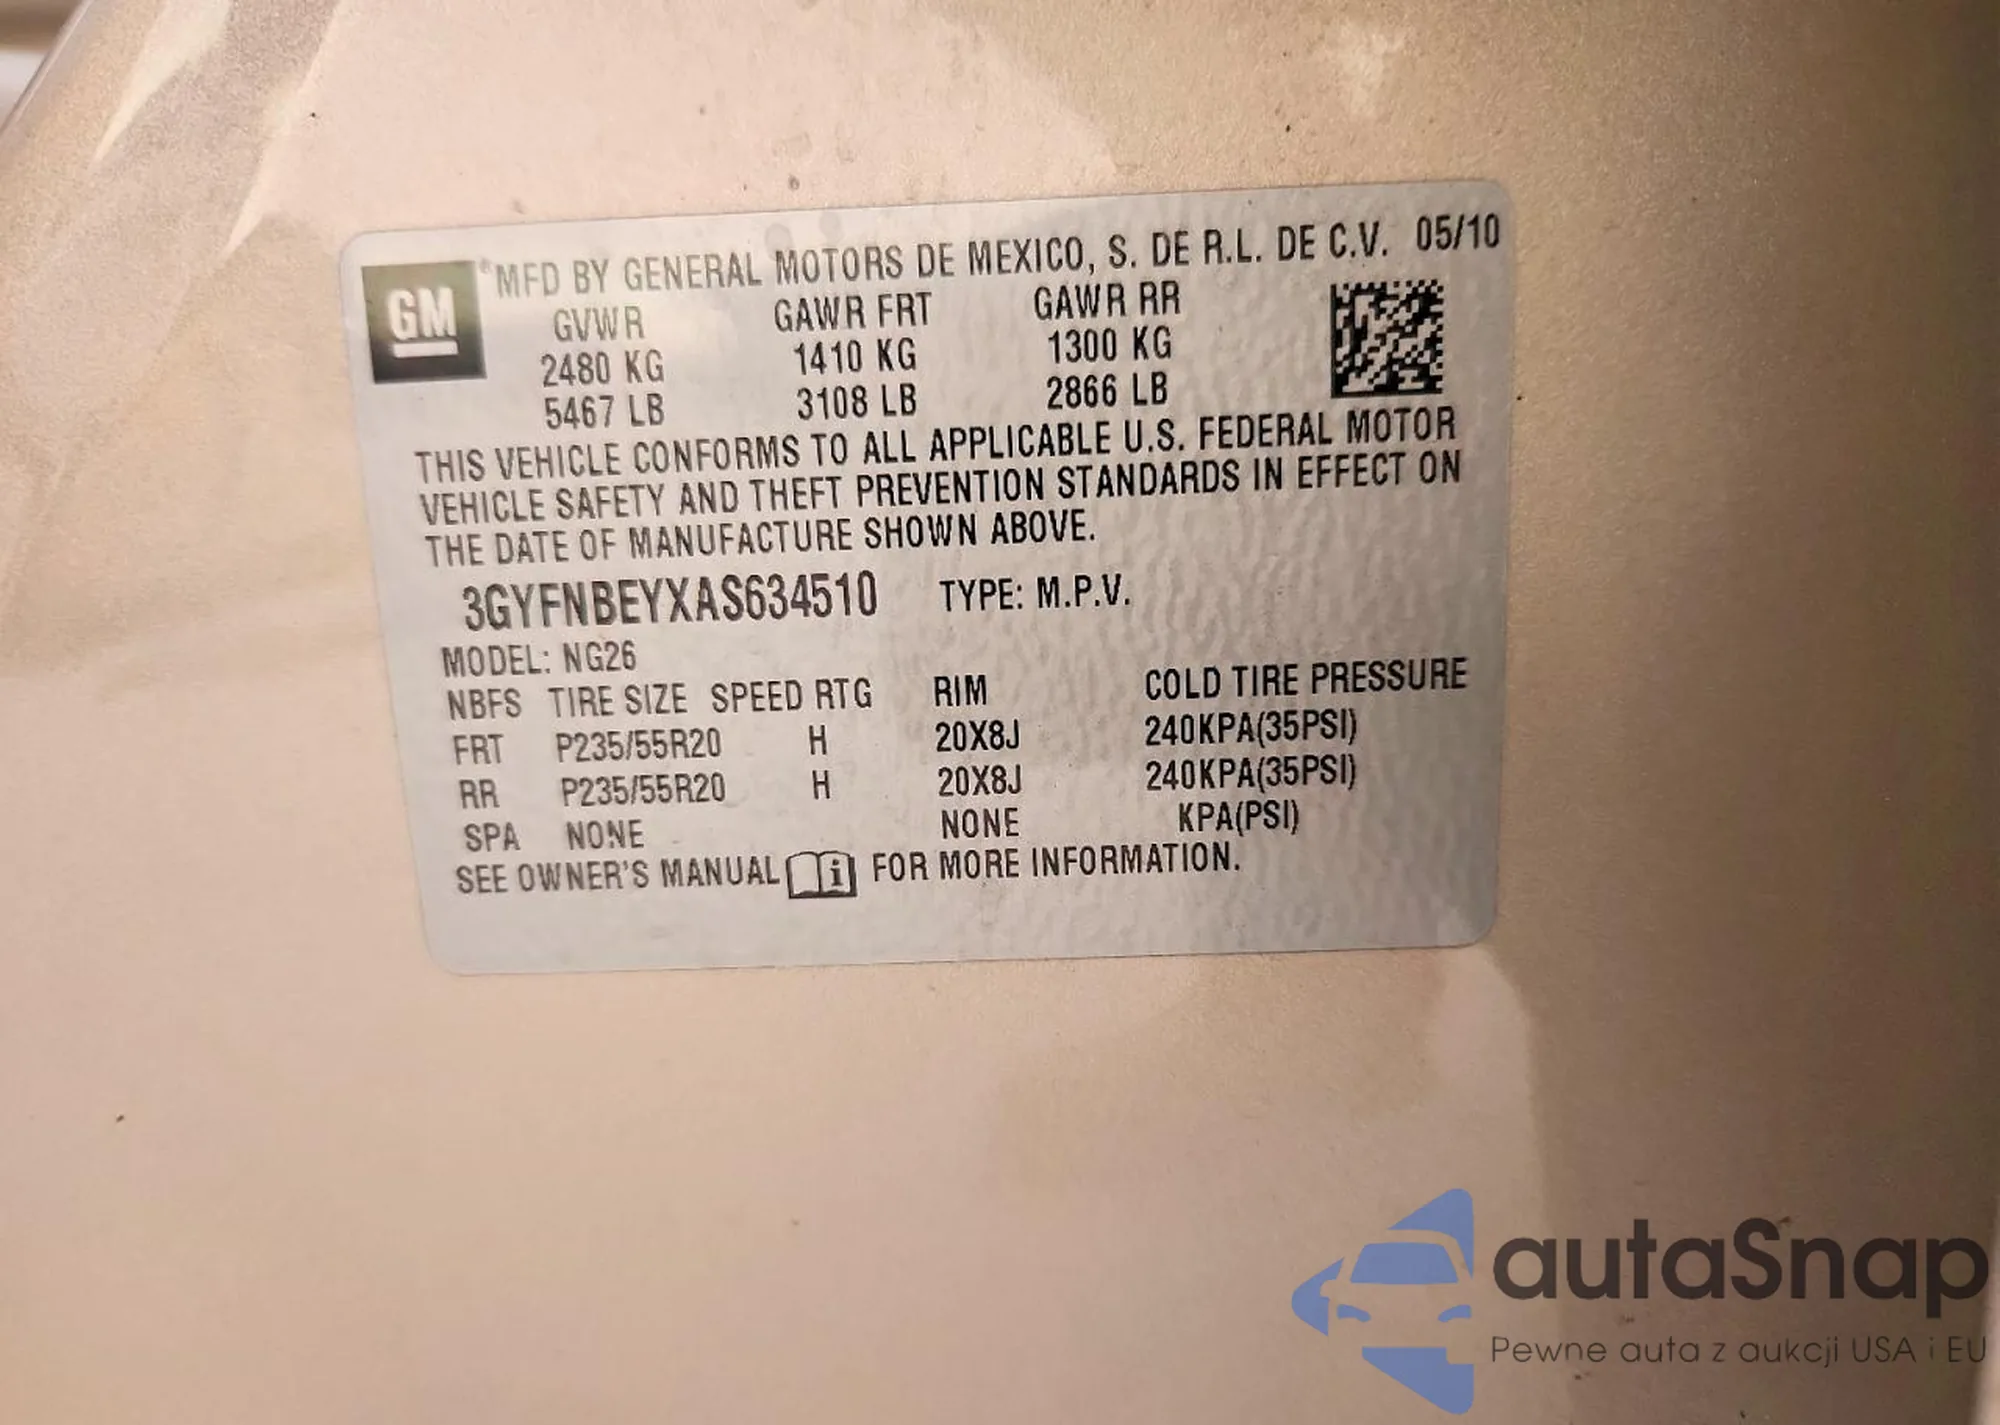 GM
® MFD BY GENERAL MOTORS DE MEXICO, S. DE R.L. DE C.V. 05/10
GVWR GAWR FRT GAWR RR
2480 KG 1410 KG 1300 KG
5467 LB 3108 LB 2866 LB
THIS VEHICLE CONFORMS TO ALL APPLICABLE U.S. FEDERAL MOTOR
VEHICLE SAFETY AND THEFT PREVENTION STANDARDS IN EFFECT ON
THE DATE OF MANUFACTURE SHOWN ABOVE.
3GYFNBEYXAS634510 TYPE: M.P.V.
MODEL: NG26
NBFS TIRE SIZE SPEED RTG RIM COLD TIRE PRESSURE
FRT P235/55R20 H 20X8J 240KPA(35PSI)
RR P235/55R20 H 20X8J 240KPA(35PSI)
SPA NONE NONE KPA(PSI)
SEE OWNER'S MANUAL i FOR MORE INFORMATION.
autaSnap
Pewne auta z aukcji USA i EU